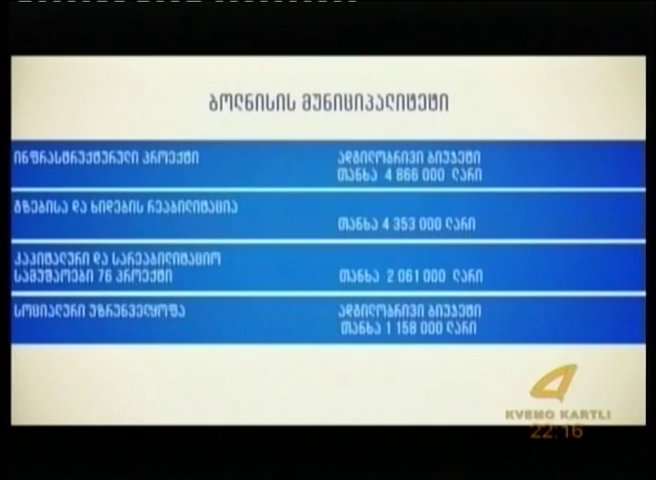 ბოლნისის მუნიციპალიტეტი
ინფრასტრუქტურული პროექტი
ადგილობრივი ბიუჯეტი
თანხა 4 866 000 ლარი
გზებისა და ხიდების რეაბილიტაცია
თანხა 4 353 000 ლარი
კაპიტალური და სარეაბილიტაციო
სამუშაოები 76 პროექტი
თანხა 2 061 000 ლარი
სოციალური უზრუნველყოფა
ადგილობრივი ბიუჯეტი
თანხა 1 158 000 ლარი
4
KVEMO KARTLI
22:16